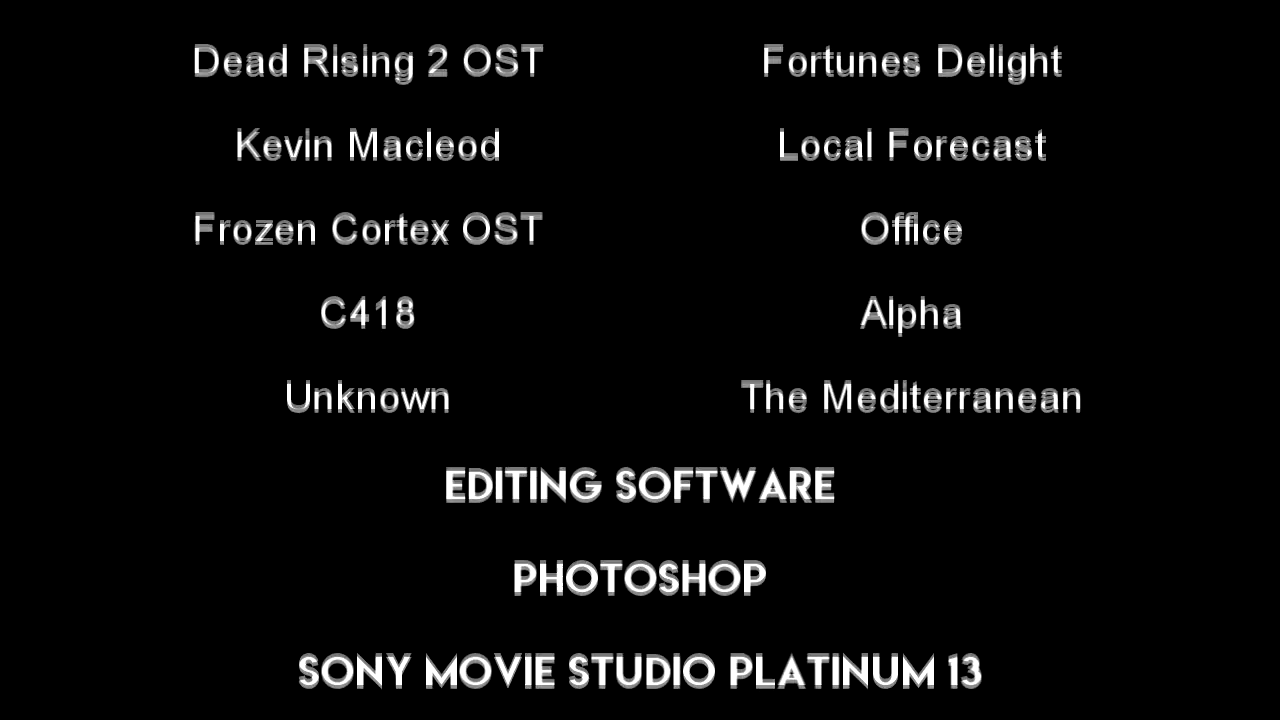 Dead Rising 2 OST Fortunes Delight
Kevin Macleod Local Forecast
Frozen Cortex OST Office
C418 Alpha
Unknown The Mediterranean
EDITING SOFTWARE
PHOTOSHOP
SONY MOVIE STUDIO PLATINUM 13